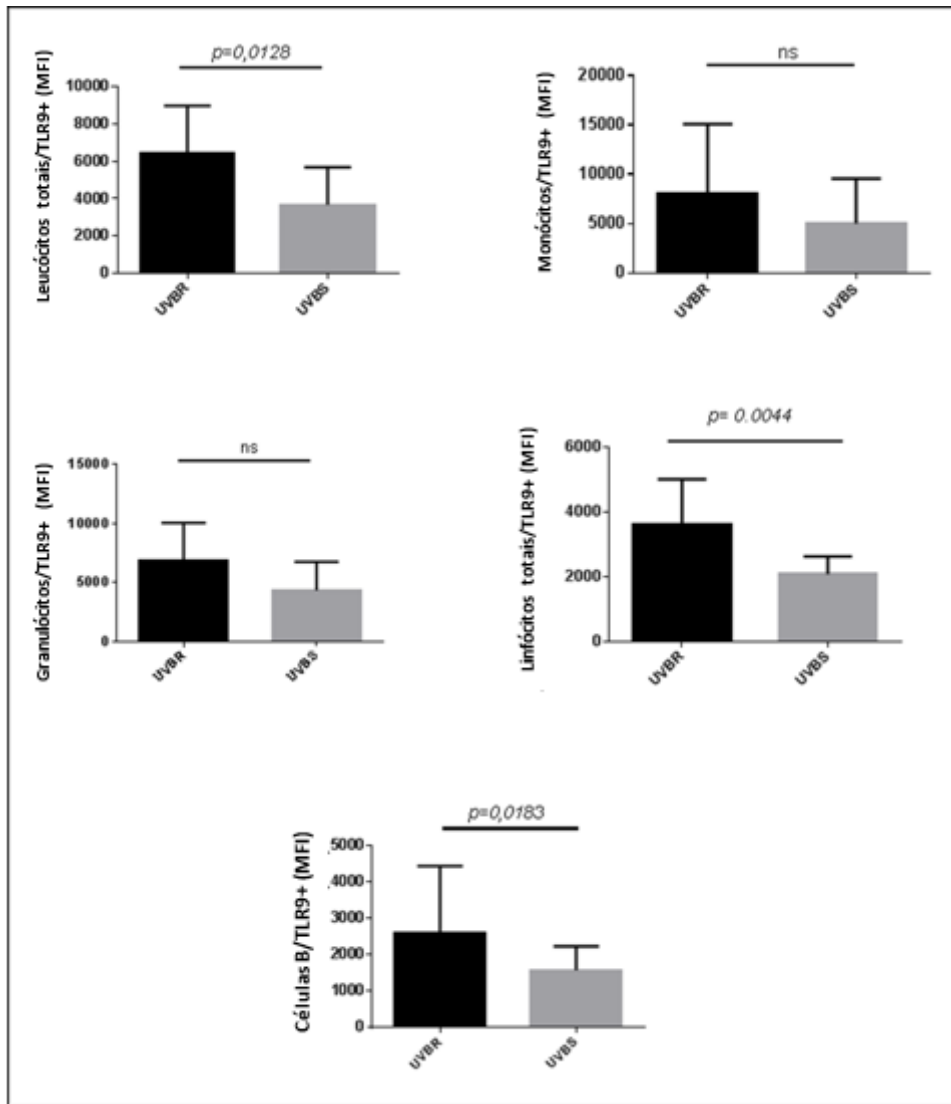 p=0,0128
Leucócitos totais/TLR9+ (MFI)
10000
8000
6000
4000
2000
0
UVBR
UVBS
ns
Monócitos/TLR9+ (MFI)
20000
15000
10000
5000
0
UVBR
UVBS
ns
Granulócitos/TLR9+ (MFI)
15000
10000
5000
0
UVBR
UVBS
p= 0.0044
Linfócitos totais/TLR9+ (MFI)
6000
4000
2000
0
UVBR
UVBS
p=0,0183
Células B/TLR9+ (MFI)
5000
4000
3000
2000
1000
0
UVBR
UVBS